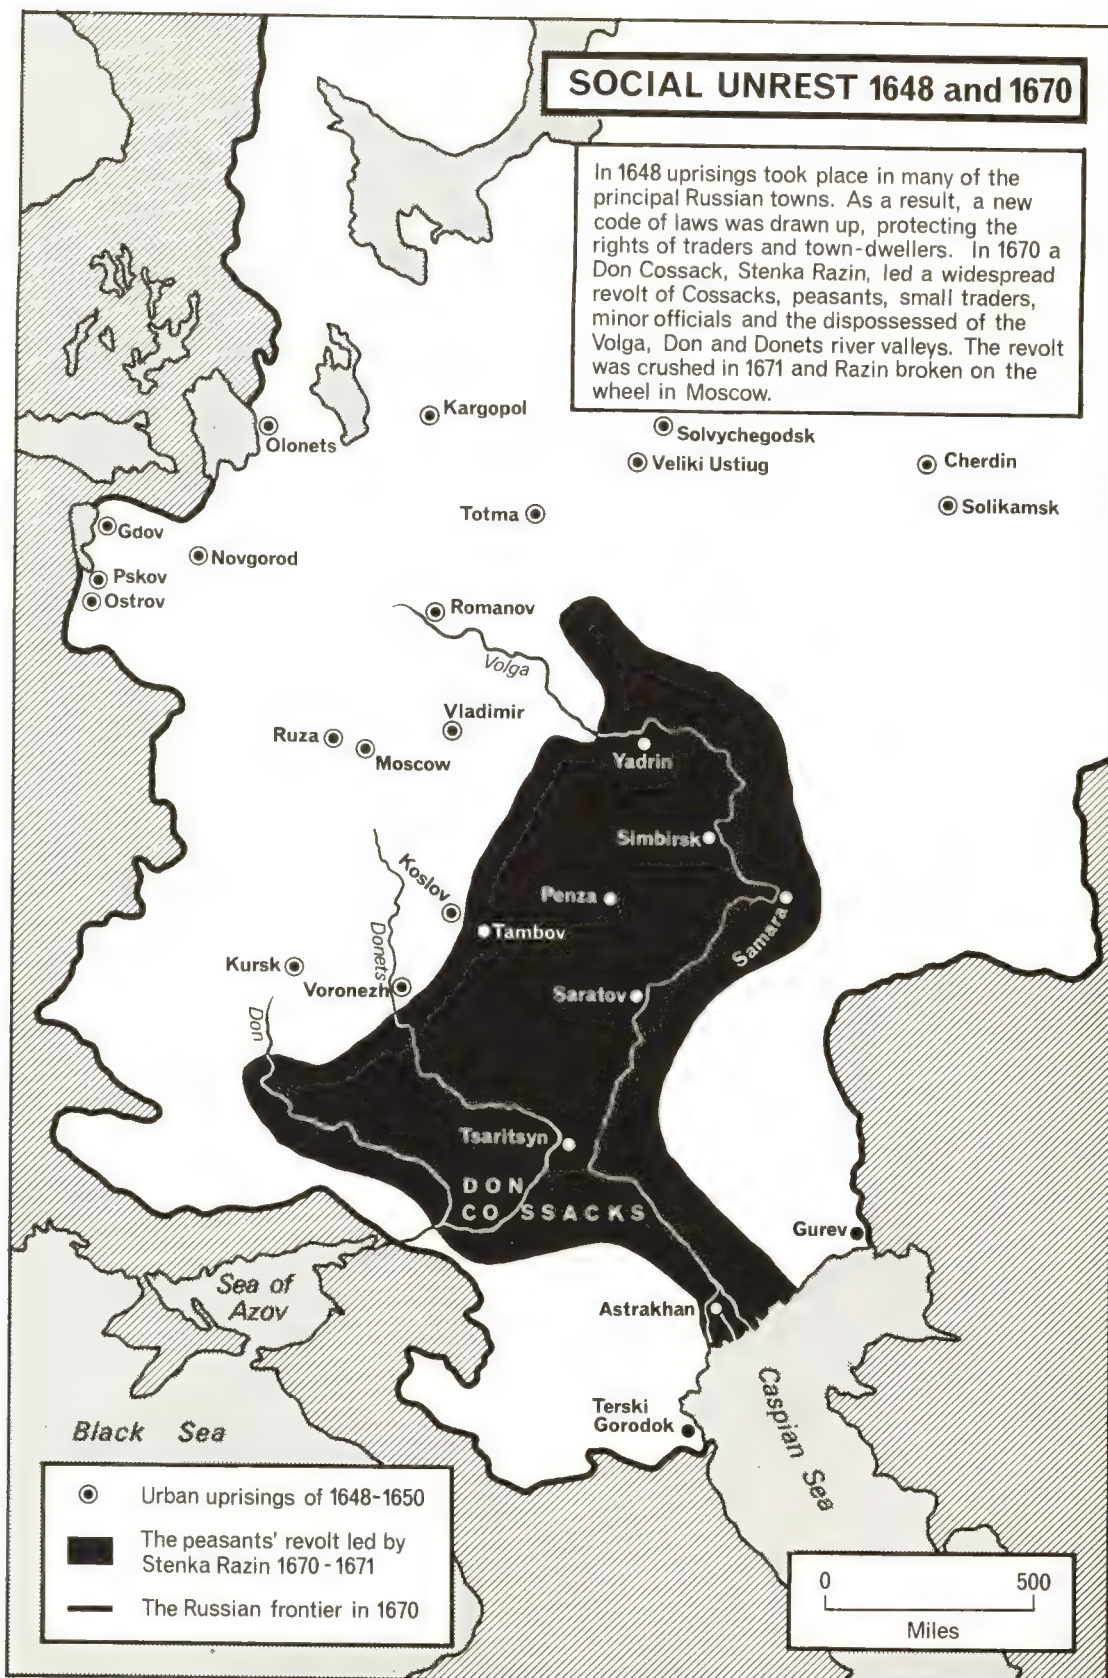 SOCIAL UNREST 1648 and 1670
In 1648 uprisings took place in many of the
principal Russian towns. As a result, a new
code of laws was drawn up, protecting the
rights of traders and town-dwellers. In 1670 a
Don Cossack, Stenka Razin, led a widespread
revolt of Cossacks, peasants, small traders,
minor officials and the dispossessed of the
Volga, Don and Donets river valleys. The revolt
was crushed in 1671 and Razin broken on the
wheel in Moscow.
Kargopol
Olonets
Solvychegodsk
Veliki Ustiug
Cherdin
Solikamsk
Totma
Gdov
Novgorod
Pskov
Ostrov
Romanov
Volga
Vladimir
Ruza
Moscow
Yadrin
Simbirsk
Koslov
Penza
Samara
Tambov
Donets
Kursk
Voronezh
Saratov
Don
Tsaritsyn
DON
COSSACKS
Gurev
Sea of
Azov
Astrakhan
Caspian Sea
Terski
Gorodok
Black Sea
Urban uprisings of 1648-1650
The peasants' revolt led by
Stenka Razin 1670-1671
The Russian frontier in 1670
0 500
Miles